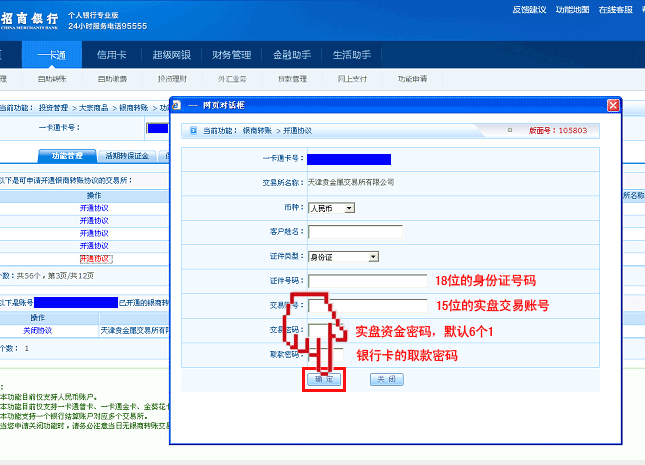 招商银行
CHINA MERCHANTS BANK
个人银行专业版
24小时服务电话95555
反馈建议 功能地图 在线客服
一卡通 信用卡 超级网银 财务管理 金融助手 生活助手
自助转账 自助缴费 投资理财 外汇业务 贷款管理 网上支付 功能申请
当前功能： 投资管理 > 大宗商品 > 银商转账 >
一卡通卡号：
功能管理 活期转保证金
以下是可申请开通银商转账协议的交易所：
操作
所名称
开通协议
开通协议
开通协议
开通协议
开通协议
个数：共56个，第3页/共12页
以下是账号
已开通的银商转
操作
关闭协议 天津贵金属交易所有限
个数： 1
：
本功能目前仅支持人民币账户。
本功能目前仅支持一卡通普卡、一卡通金卡、金葵花卡
本功能支持一个银行结算账户对应多个交易所。
当您申请关闭功能时，请务必注意当日无银商转账交易
网页对话框
当前功能： 银商转账 > 开通协议
版面号：105803
一卡通卡号：
交易所名称： 天津贵金属交易所有限公司
币种： 人民币
客户姓名：
证件类型： 身份证
证件号码： 18位的身份证号码
交易账号： 15位的实盘交易账号
交易密码： 实盘资金密码，默认6个1
取款密码： 银行卡的取款密码
确 定 关 闭